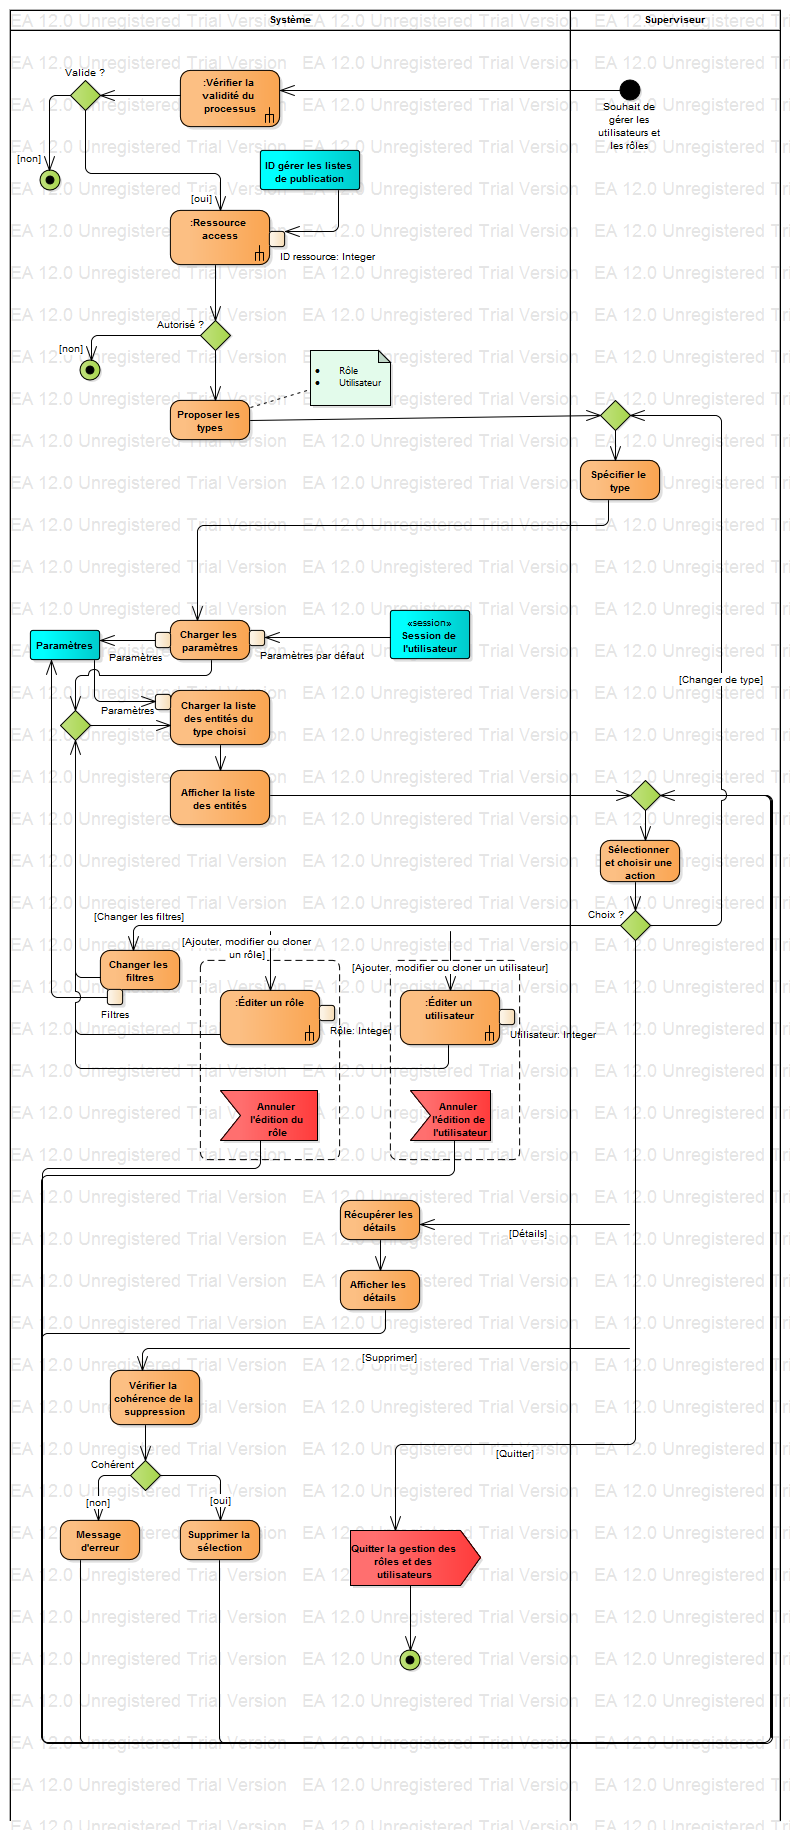 Système
Superviseur
Valide ?
:Vérifier la
validité du
processus
Souhait de
gérer les
utilisateurs et
les rôles
[non]
ID gérer les listes
de publication
[oui]
:Ressource
access
ID ressource: Integer
Autorisé ?
[non]
Rôle
Utilisateur
Proposer les
types
Spécifier le
type
«session»
Session de
l'utilisateur
Charger les
paramètres
Paramètres
Paramètres
Paramètres par défaut
[Changer de type]
Paramètres
Charger la liste
des entités du
type choisi
Afficher la liste
des entités
Sélectionner
et choisir une
action
Choix ?
[Changer les filtres]
[Ajouter, modifier ou cloner
un rôle]
[Ajouter, modifier ou cloner un utilisateur]
Changer les
filtres
Filtres
:Éditer un rôle
Rôle: Integer
:Éditer un
utilisateur
Utilisateur: Integer
Annuler
l'édition du
rôle
Annuler
l'édition de
l'utilisateur
Récupérer les
détails
[Détails]
Afficher les
détails
[Supprimer]
Vérifier la
cohérence de la
suppression
[Quitter]
Cohérent
[non]
[oui]
Message
d'erreur
Supprimer la
sélection
Quitter la gestion des
rôles et des
utilisateurs
EA 12.0 Unregistered Trial Version